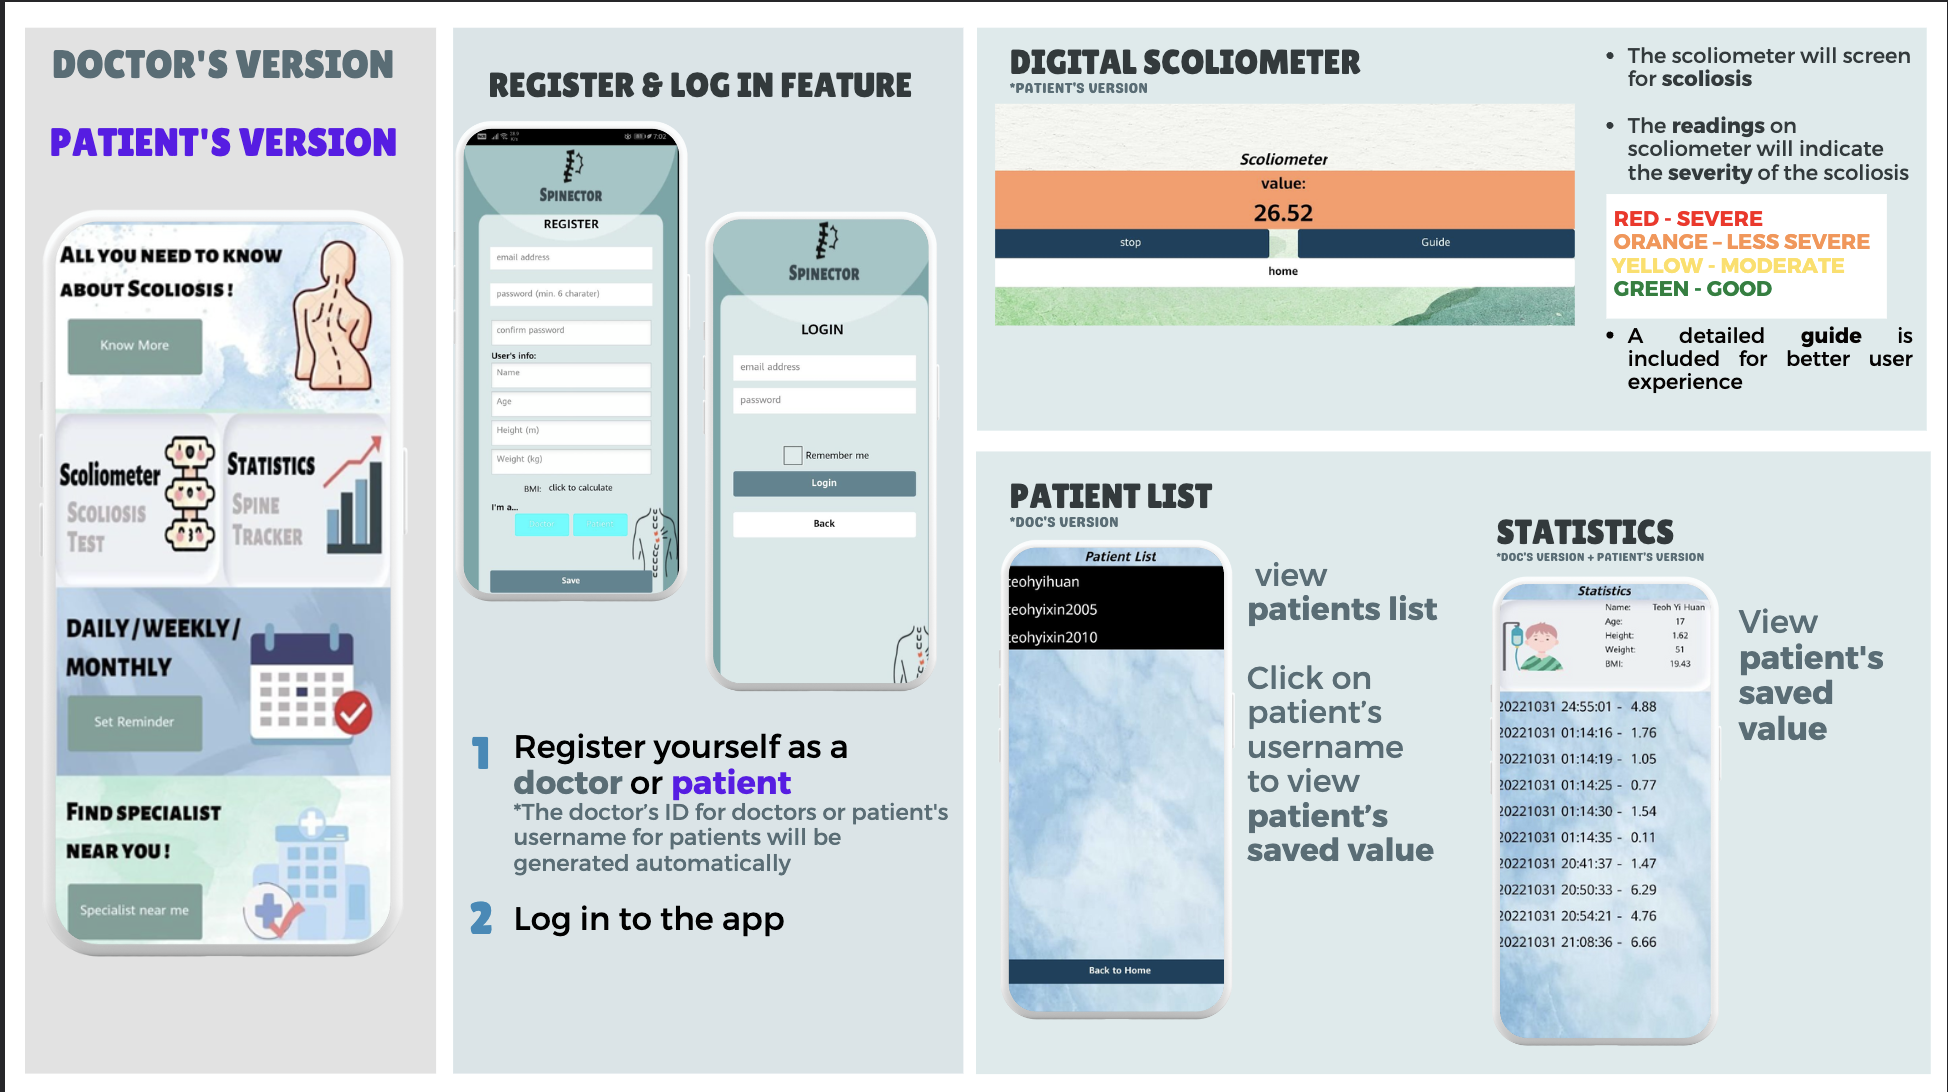 DOCTOR'S VERSION
PATIENT'S VERSION
ALL YOU NEED TO KNOW
ABOUT SCOLIOSIS !
Know More
Scoliometer
SCOLIOSIS
TEST
STATISTICS
SPINE
TRACKER
DAILY / WEEKLY /
MONTHLY
Set Reminder
FIND SPECIALIST
NEAR YOU !
Specialist near me
REGISTER & LOG IN FEATURE
7:02
SPINECTOR
REGISTER
email address
password (min. 6 charater)
confirm password
User's info:
Name
Age
Height (m)
Weight (kg)
BMI: click to calculate
I'm a...
doctor
patient
Save
SPINECTOR
LOGIN
email address
password
Remember me
Login
Back
1 Register yourself as a
doctor or patient
*The doctor's ID for doctors or patient's
username for patients will be
generated automatically
2 Log in to the app
DIGITAL SCOLIOMETER
*PATIENT'S VERSION
Scoliometer
value:
26.52
stop
Guide
home
• The scoliometer will screen
for scoliosis
• The readings on
scoliometer will indicate
the severity of the scoliosis
RED - SEVERE
ORANGE – LESS SEVERE
YELLOW - MODERATE
GREEN - GOOD
• A detailed guide is
included for better user
experience
PATIENT LIST
*DOC'S VERSION
Patient List
teohyihuan
teohyixin2005
teohyixin2010
Back to Home
view
patients list
Click on
patient's
username
to view
patient's
saved value
STATISTICS
*DOC'S VERSION + PATIENT'S VERSION
Statistics
Name: Teoh Yi Huan
Age: 17
Height: 1.62
Weight: 51
BMI: 19.43
20221031 24:55:01 - 4.88
20221031 01:14:16 - 1.76
20221031 01:14:19 - 1.05
20221031 01:14:25 - 0.77
20221031 01:14:30 - 1.54
20221031 01:14:35 - 0.11
20221031 20:41:37 - 1.47
20221031 20:50:33 - 6.29
20221031 20:54:21 - 4.76
20221031 21:08:36 - 6.66
View
patient's
saved
value